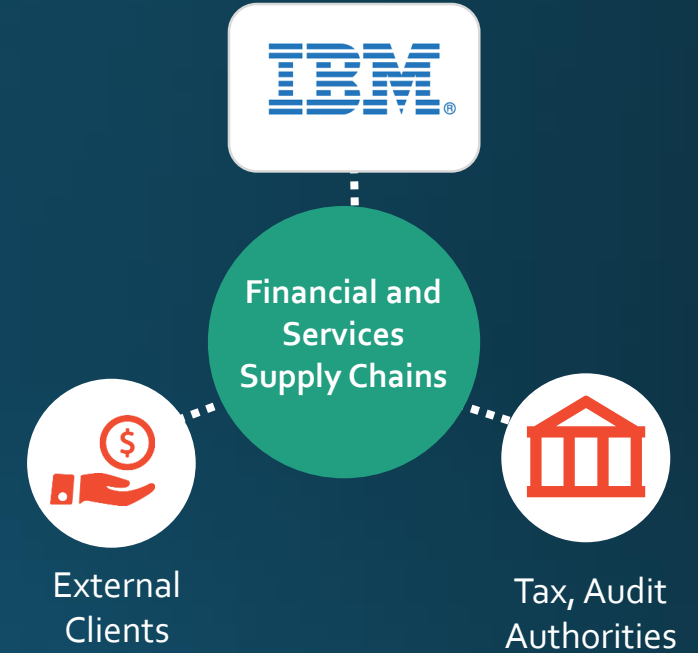 IBM®
Financial and
Services
Supply Chains
$
External
Clients
Tax, Audit
Authorities